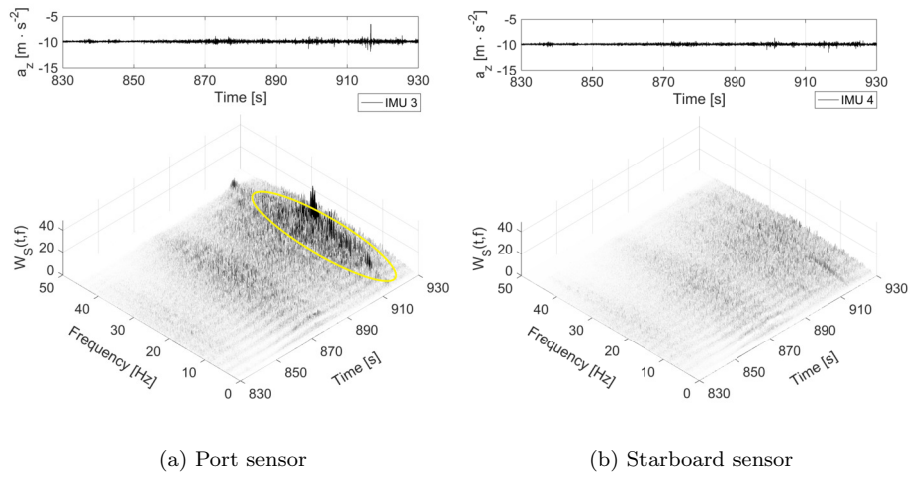 a_z [m · s^-2]
-5
-10
-15
830 850 870 890 910 930
Time [s]
IMU 3
W_S(t,f)
40
20
0
50
40
30
20
10
0
Frequency [Hz]
830
850
870
890
910
930
Time [s]
(a) Port sensor
a_z [m · s^-2]
-5
-10
-15
830 850 870 890 910 930
Time [s]
IMU 4
W_S(t,f)
40
20
0
50
40
30
20
10
0
Frequency [Hz]
830
850
870
890
910
930
Time [s]
(b) Starboard sensor